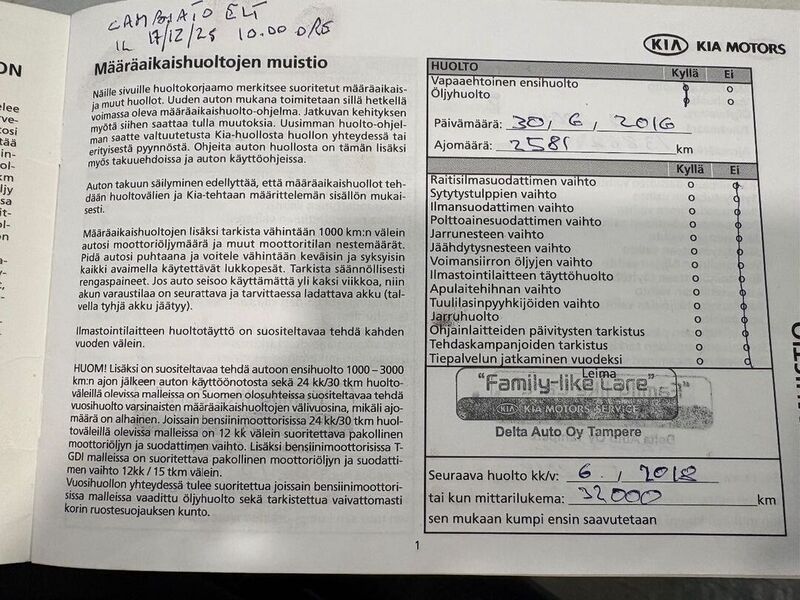 CAMBIATO ELT
IL 17/12/25 10.00 ORE
Määräaikaishuoltojen muistio
Näille sivuille huoltokorjaamo merkitsee suoritetut määräaikais-
ja muut huollot. Uuden auton mukana toimitetaan sillä hetkellä
voimassa oleva määräaikaishuolto-ohjelma. Jatkuvan kehityksen
myötä siihen saattaa tulla muutoksia. Uusimman huolto-ohjel-
man saatte valtuutetusta Kia-huollosta huollon yhteydessä tai
erityisestä pyynnöstä. Ohjeita auton huollosta on tämän lisäksi
myös takuuehdoissa ja auton käyttöohjeissa.
Auton takuun säilyminen edellyttää, että määräaikaishuollot teh-
dään huoltovälien ja Kia-tehtaan määrittelemän sisällön mukai-
sesti.
Määräaikaishuoltojen lisäksi tarkista vähintään 1000 km:n välein
autosi moottoriöljymäärä ja muut moottoritilan nestemäärät.
Pidä autosi puhtaana ja voitele vähintään keväisin ja syksyisin
kaikki avaimella käytettävät lukkopesät. Tarkista säännöllisesti
rengaspaineet. Jos auto seisoo käyttämättä yli kaksi viikkoa, niin
akun varaustilaa on seurattava ja tarvittaessa ladattava akku (tal-
vella tyhjä akku jäätyy).
Ilmastointilaitteen huoltotäyttö on suositeltavaa tehdä kahden
vuoden välein.
HUOM! Lisäksi on suositeltavaa tehdä autoon ensihuolto 1000 – 3000
km:n ajon jälkeen auton käyttöönotosta sekä 24 kk/30 tkm huolto-
väleillä olevissa malleissa on Suomen olosuhteissa suositeltavaa tehdä
vuosihuolto varsinaisten määräaikaishuoltojen välivuosina, mikäli ajo-
määrä on alhainen. Joissain bensiinimoottorisissa 24 kk/30 tkm huol-
toväleillä olevissa malleissa on 12 kk välein suoritettava pakollinen
moottoriöljyn ja suodattimen vaihto. Lisäksi bensiinimoottorisissa T-
GDI malleissa on suoritettava pakollinen moottoriöljyn ja suodatti-
men vaihto 12kk / 15 tkm välein.
Vuosihuollon yhteydessä tulee suoritettua joissain bensiinimoottori-
sissa malleissa vaadittu öljyhuolto sekä tarkistettua vaivattomasti
korin ruostesuojauksen kunto.
KIA KIA MOTORS
HUOLTO Kyllä Ei
Vapaaehtoinen ensihuolto o
Öljyhuolto o
Päivämäärä: 30, 6, 2016
Ajomäärä: 2581 km
Kyllä Ei
Raitisilmasuodattimen vaihto o o
Sytytystulppien vaihto o o
Ilmansuodattimen vaihto o o
Polttoainesuodattimen vaihto o o
Jarrunesteen vaihto o o
Jäähdytysnesteen vaihto o o
Voimansiirron öljyjen vaihto o o
Ilmastointilaitteen täyttöhuolto o o
Apulaitehihnan vaihto o o
Tuulilasinpyyhkijöiden vaihto o o
Jarruhuolto o o
Ohjainlaitteiden päivitysten tarkistus o o
Tehdaskampanjoiden tarkistus o o
Tiepalvelun jatkaminen vuodeksi o o
Leima
"Family-like Care"
KIA KIA MOTORS SERVICE
Delta Auto Oy Tampere
Seuraava huolto kk/v: 6. , 2018
tai kun mittarilukema: 32000 km
sen mukaan kumpi ensin saavutetaan
1